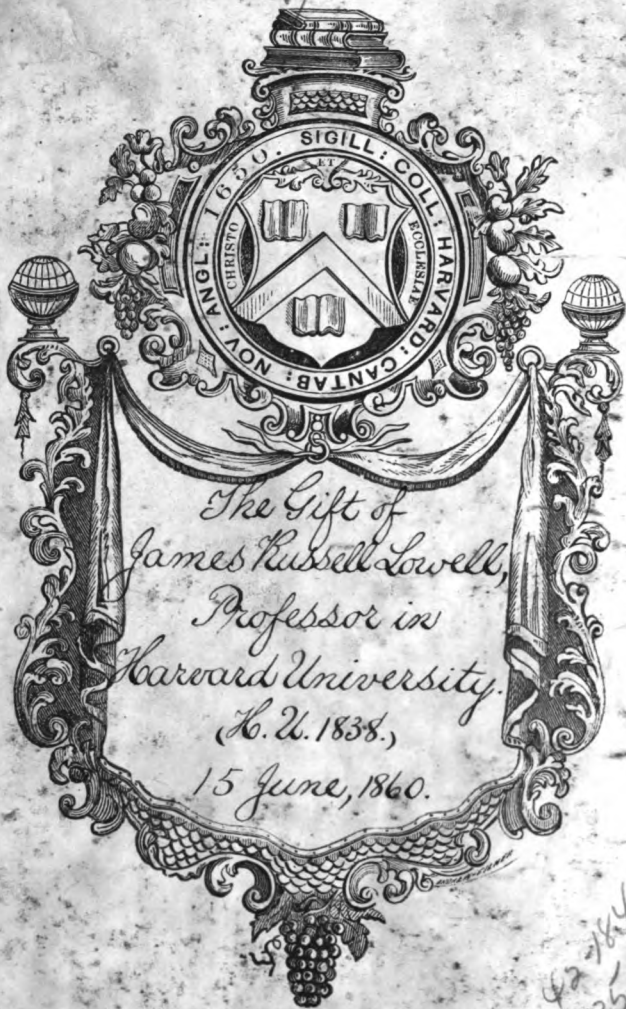 SIGILL: COLL: HARVARD: CANTAB: NOV: ANGL: 1650.
ET
CHRISTO
ECCLESIAE
The Gift of
James Russell Lowell,
Professor in
Harvard University.
(H. U. 1838.)
15 June, 1860.